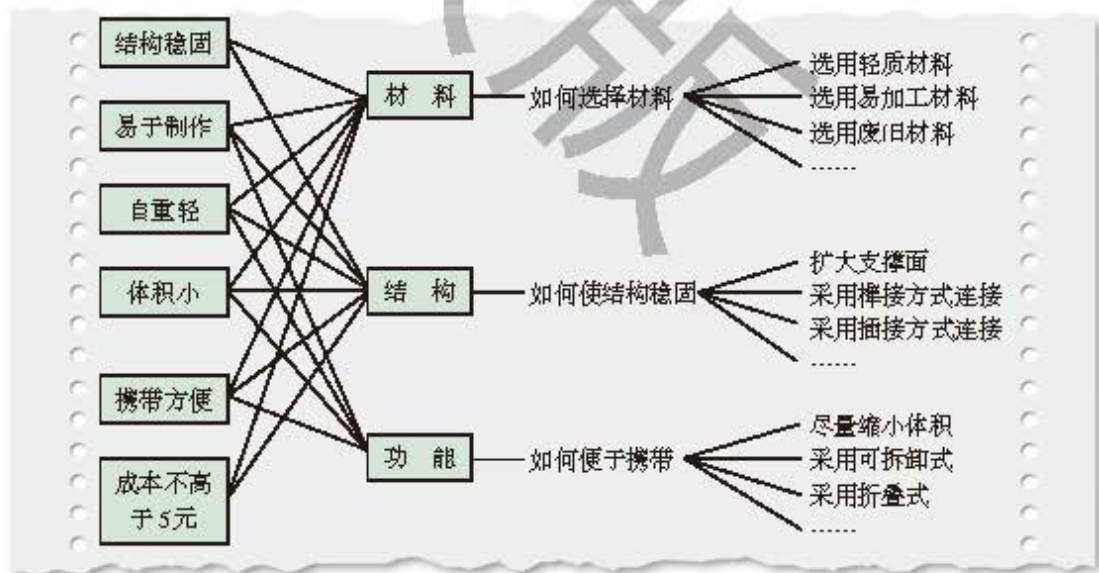 结构稳固
易于制作
自重轻
体积小
携带方便
成本不高
于5元
材 料
结 构
功 能
如何选择材料
如何使结构稳固
如何便于携带
选用轻质材料
选用易加工材料
选用废旧材料
……
扩大支撑面
采用榫接方式连接
采用插接方式连接
……
尽量缩小体积
采用可拆卸式
采用折叠式
……
版